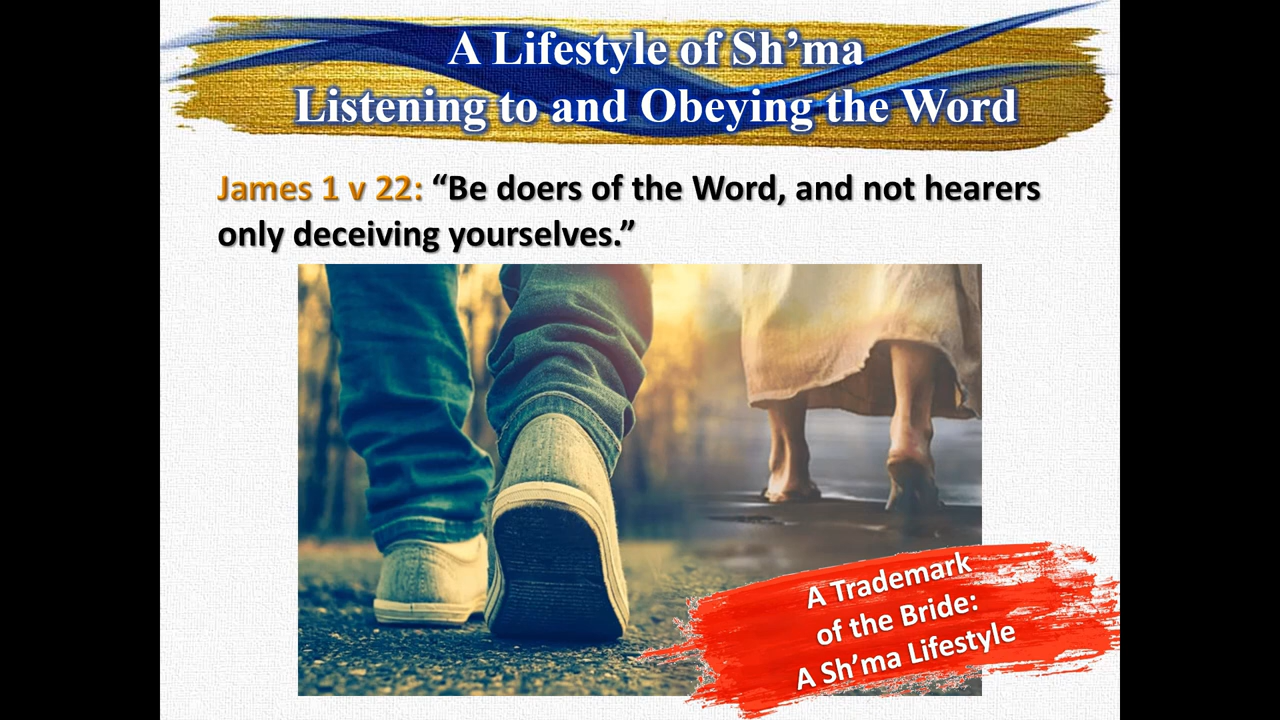 A Lifestyle of Sh’ma
Listening to and Obeying the Word
James 1 v 22: “Be doers of the Word, and not hearers
only deceiving yourselves.”
A Trademark
of the Bride:
A Sh’ma Lifestyle